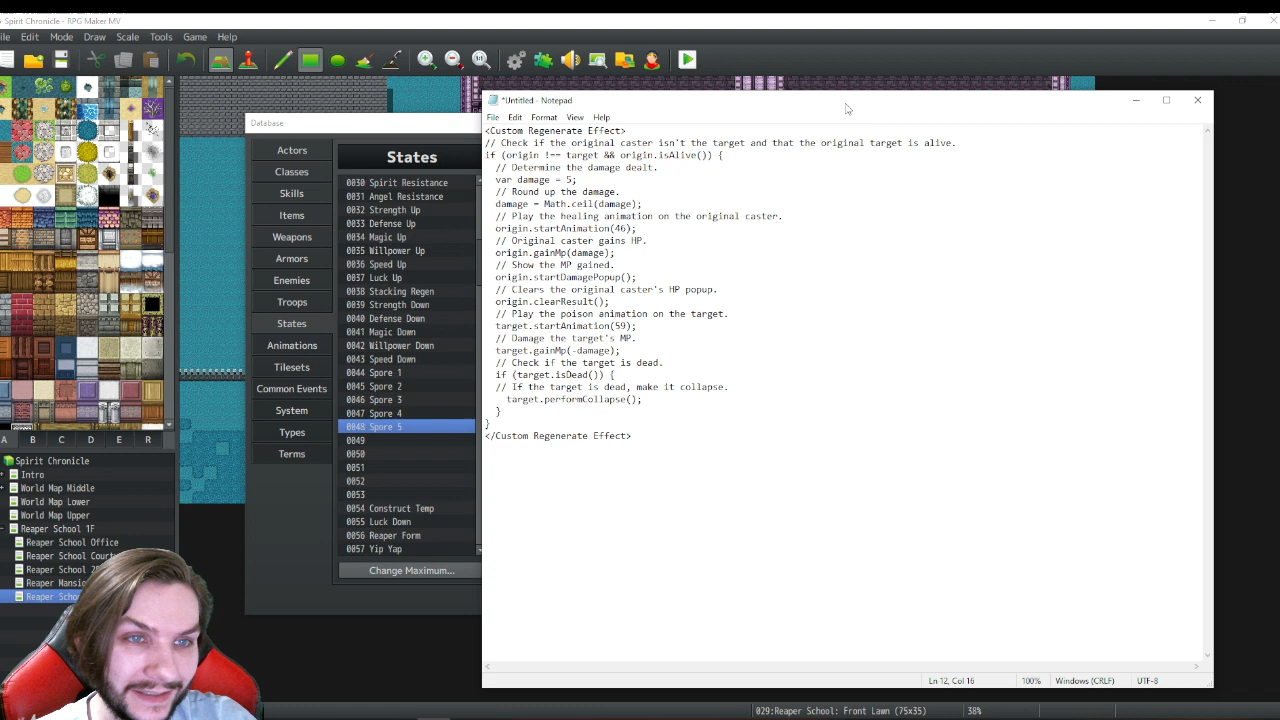 Spirit Chronicle - RPG Maker MV
Edit Mode Draw Scale Tools Game Help
*Untitled - Notepad
File Edit Format View Help
<Custom Regenerate Effect>
// Check if the original caster isn't the target and that the original target is alive.
if (origin !== target && origin.isAlive()) {
// Determine the damage dealt.
var damage = 5;
// Round up the damage.
damage = Math.ceil(damage);
// Play the healing animation on the original caster.
origin.startAnimation(46);
// Original caster gains HP.
origin.gainMp(damage);
// Show the MP gained.
origin.startDamagePopup();
// Clears the original caster's HP popup.
origin.clearResult();
// Play the poison animation on the target.
target.startAnimation(59);
// Damage the target's MP.
target.gainMp(-damage);
// Check if the target is dead.
if (target.isDead()) {
// If the target is dead, make it collapse.
target.performCollapse();
}
}
</Custom Regenerate Effect>
Ln 12, Col 16 100% Windows (CRLF) UTF-8
Database
Actors
Classes
Skills
Items
Weapons
Armors
Enemies
Troops
States
Animations
Tilesets
Common Events
System
Types
Terms
States
0030 Spirit Resistance
0031 Angel Resistance
0032 Strength Up
0033 Defense Up
0034 Magic Up
0035 Willpower Up
0036 Speed Up
0037 Luck Up
0038 Stacking Regen
0039 Strength Down
0040 Defense Down
0041 Magic Down
0042 Willpower Down
0043 Speed Down
0044 Spore 1
0045 Spore 2
0046 Spore 3
0047 Spore 4
0048 Spore 5
0049
0050
0051
0052
0053
0054 Construct Temp
0055 Luck Down
0056 Reaper Form
0057 Yip Yap
Change Maximum...
A B C D E R
Spirit Chronicle
Intro
World Map Middle
World Map Lower
World Map Upper
Reaper School 1F
Reaper School Office
Reaper School
Reaper School
Reaper
Reaper
029:Reaper School: Front Lawn (75x35) 38%